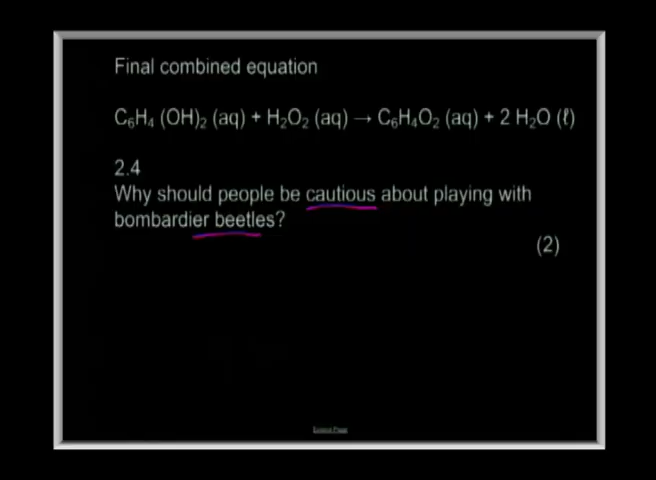 Final combined equation
C₆H₄ (OH)₂ (aq) + H₂O₂ (aq) → C₆H₄O₂ (aq) + 2 H₂O (ℓ)
2.4
Why should people be cautious about playing with
bombardier beetles?
(2)